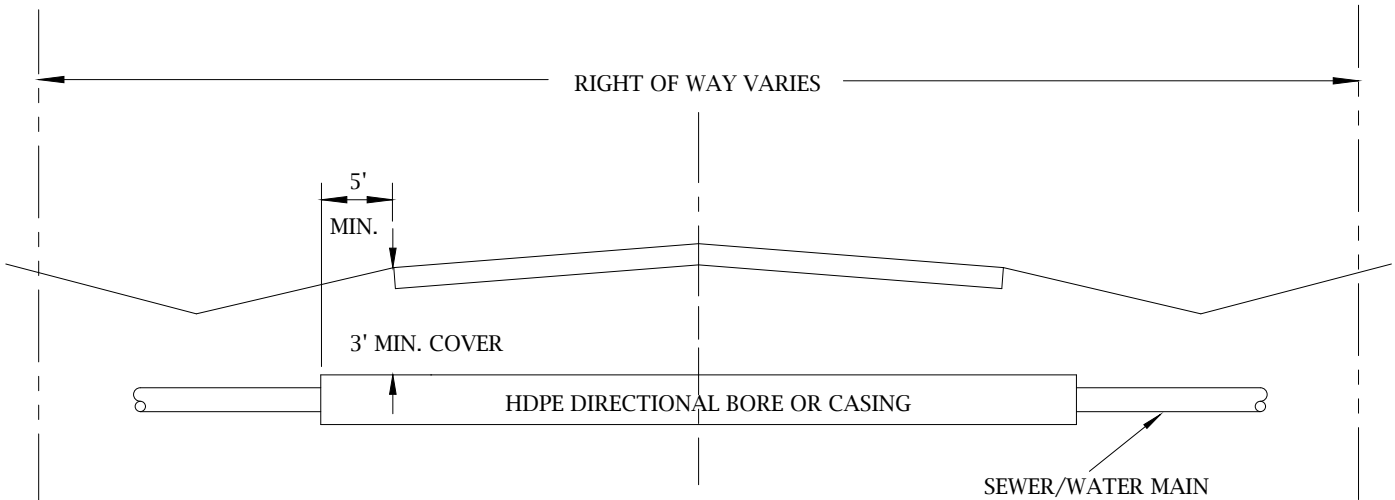 RIGHT OF WAY VARIES
5'
MIN.
3' MIN. COVER
HDPE DIRECTIONAL BORE OR CASING
SEWER/WATER MAIN